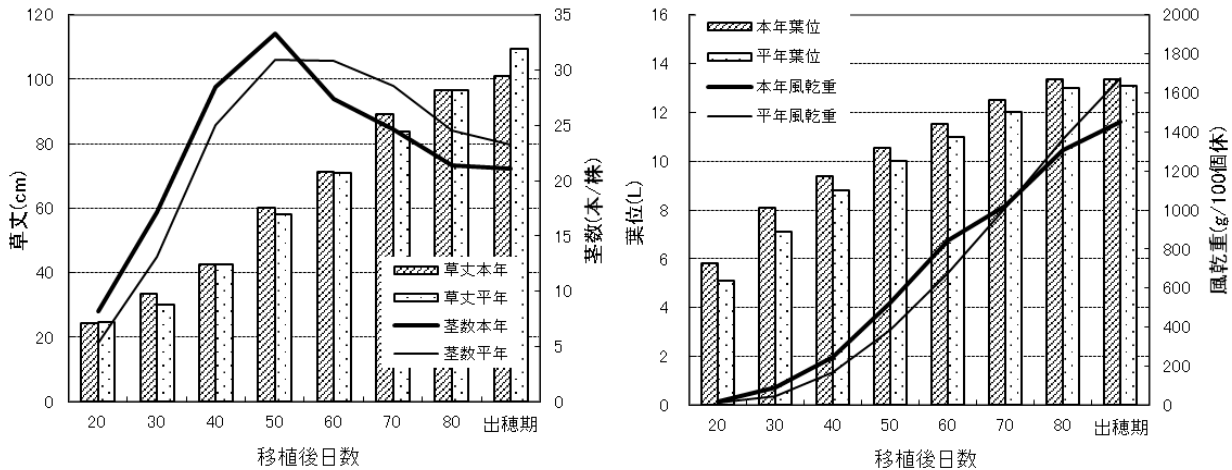 120
100
80
60
40
20
0
草丈(cm)
35
30
25
20
15
10
5
0
茎数(本/株)
草丈本年
草丈平年
茎数本年
茎数平年
20 30 40 50 60 70 80 出穂期
移植後日数
16
14
12
10
8
6
4
2
0
葉位(L)
2000
1800
1600
1400
1200
1000
800
600
400
200
0
風乾重(g/100個体)
本年葉位
平年葉位
本年風乾重
平年風乾重
20 30 40 50 60 70 80 出穂期
移植後日数